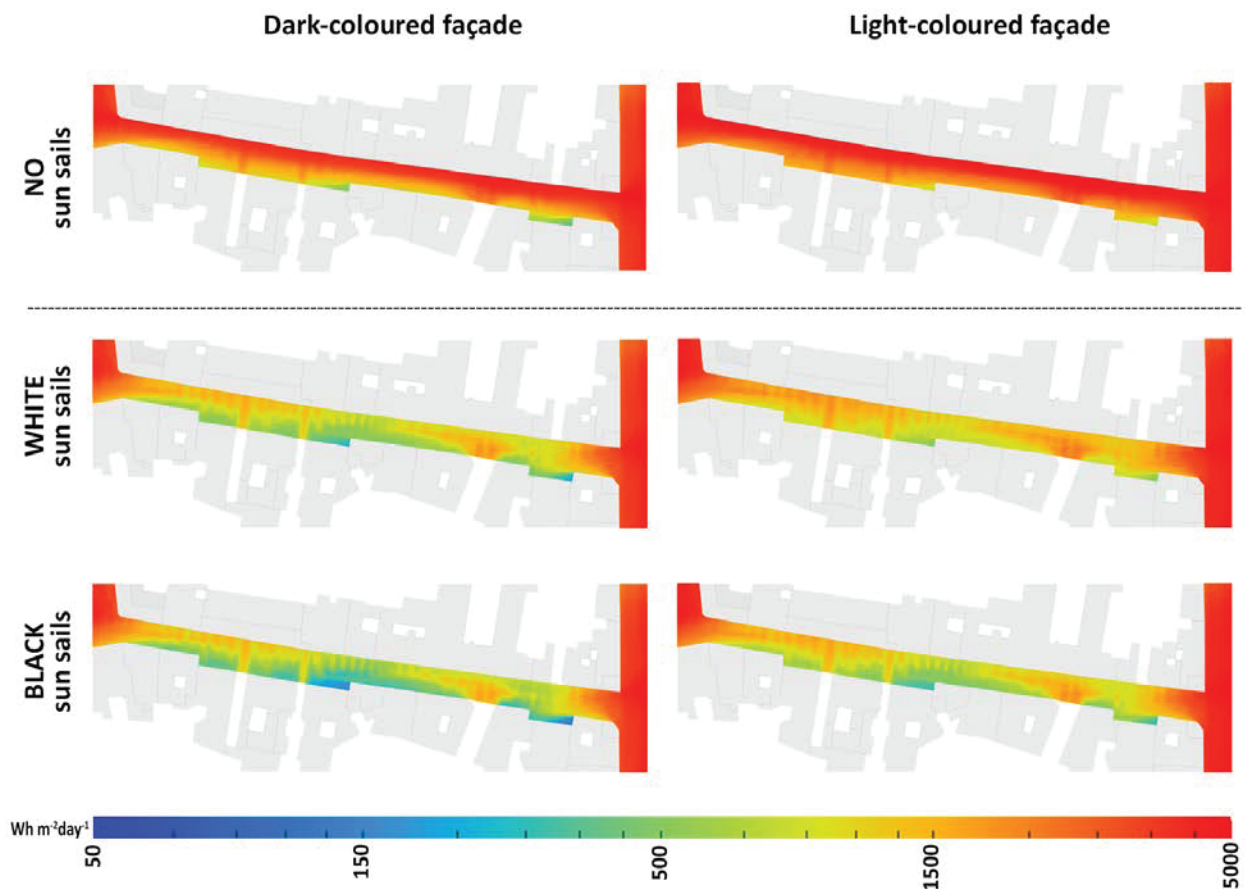 Dark-coloured façade
Light-coloured façade
NO
sun sails
WHITE
sun sails
BLACK
sun sails
Wh m⁻²day⁻¹
50
150
500
1500
5000